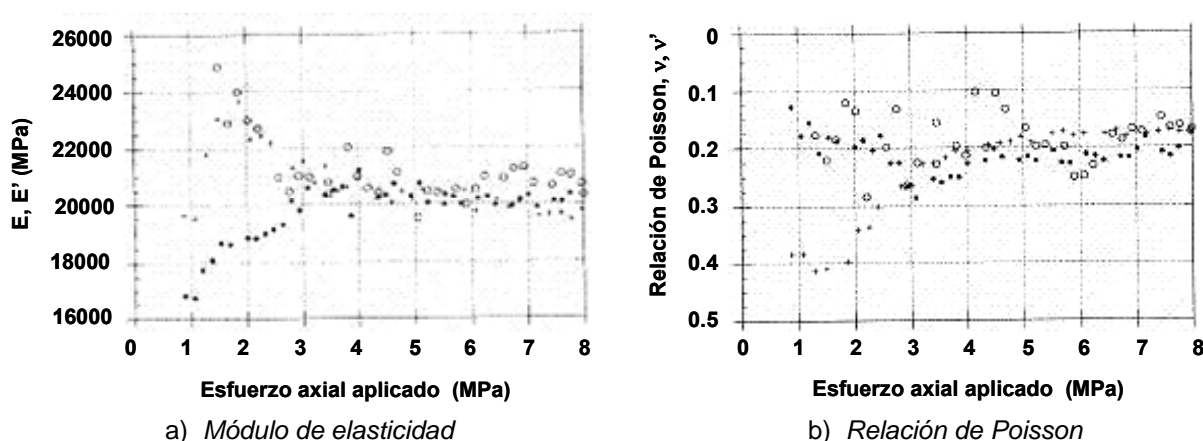 26000
24000
22000
20000
18000
16000
E, E' (MPa)
0 1 2 3 4 5 6 7 8
Esfuerzo axial aplicado (MPa)
a) Módulo de elasticidad
0
0.1
0.2
0.3
0.4
0.5
Relación de Poisson, ν,ν'
0 1 2 3 4 5 6 7 8
Esfuerzo axial aplicado (MPa)
b) Relación de Poisson